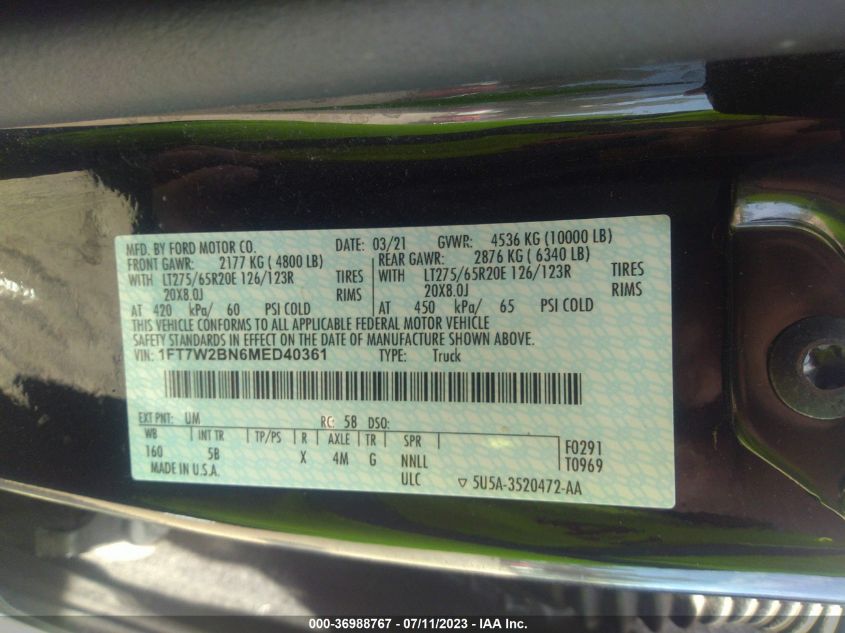 MFD. BY FORD MOTOR CO. DATE: 03/21 GVWR: 4536 KG (10000 LB)
FRONT GAWR: 2177 KG (4800 LB) REAR GAWR: 2876 KG ( 6340 LB)
WITH LT275/65R20E 126/123R TIRES WITH LT275/65R20E 126/123R TIRES
20X8.0J RIMS 20X8.0J RIMS
AT 420 kPa/ 60 PSI COLD AT 450 kPa/ 65 PSI COLD
THIS VEHICLE CONFORMS TO ALL APPLICABLE FEDERAL MOTOR VEHICLE
SAFETY STANDARDS IN EFFECT ON THE DATE OF MANUFACTURE SHOWN ABOVE.
VIN: 1FT7W2BN6MED40361 TYPE: Truck
EXT PNT: UM RC: 58 DSO:
WB INT TR TP/PS R AXLE TR SPR F0291
160 5B X 4M G NNLL T0969
MADE IN U.S.A. ULC ▽ 5U5A-3520472-AA
000-36988767 - 07/11/2023 - IAA Inc.